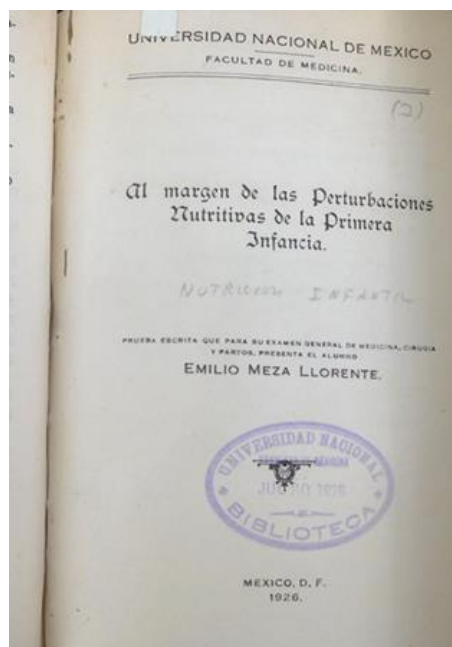 UNIVERSIDAD NACIONAL DE MEXICO
FACULTAD DE MEDICINA.
(2)
Al margen de las Perturbaciones
Nutritivas de la Primera
Infancia.
NUTRICION INFANTIL
PRUEBA ESCRITA QUE PARA SU EXAMEN GENERAL DE MEDICINA, CIRUGIA
Y PARTOS, PRESENTA EL ALUMNO
EMILIO MEZA LLORENTE.
UNIVERSIDAD NACIONAL
BIBLIOTECA
MEXICO, D. F.
1926.